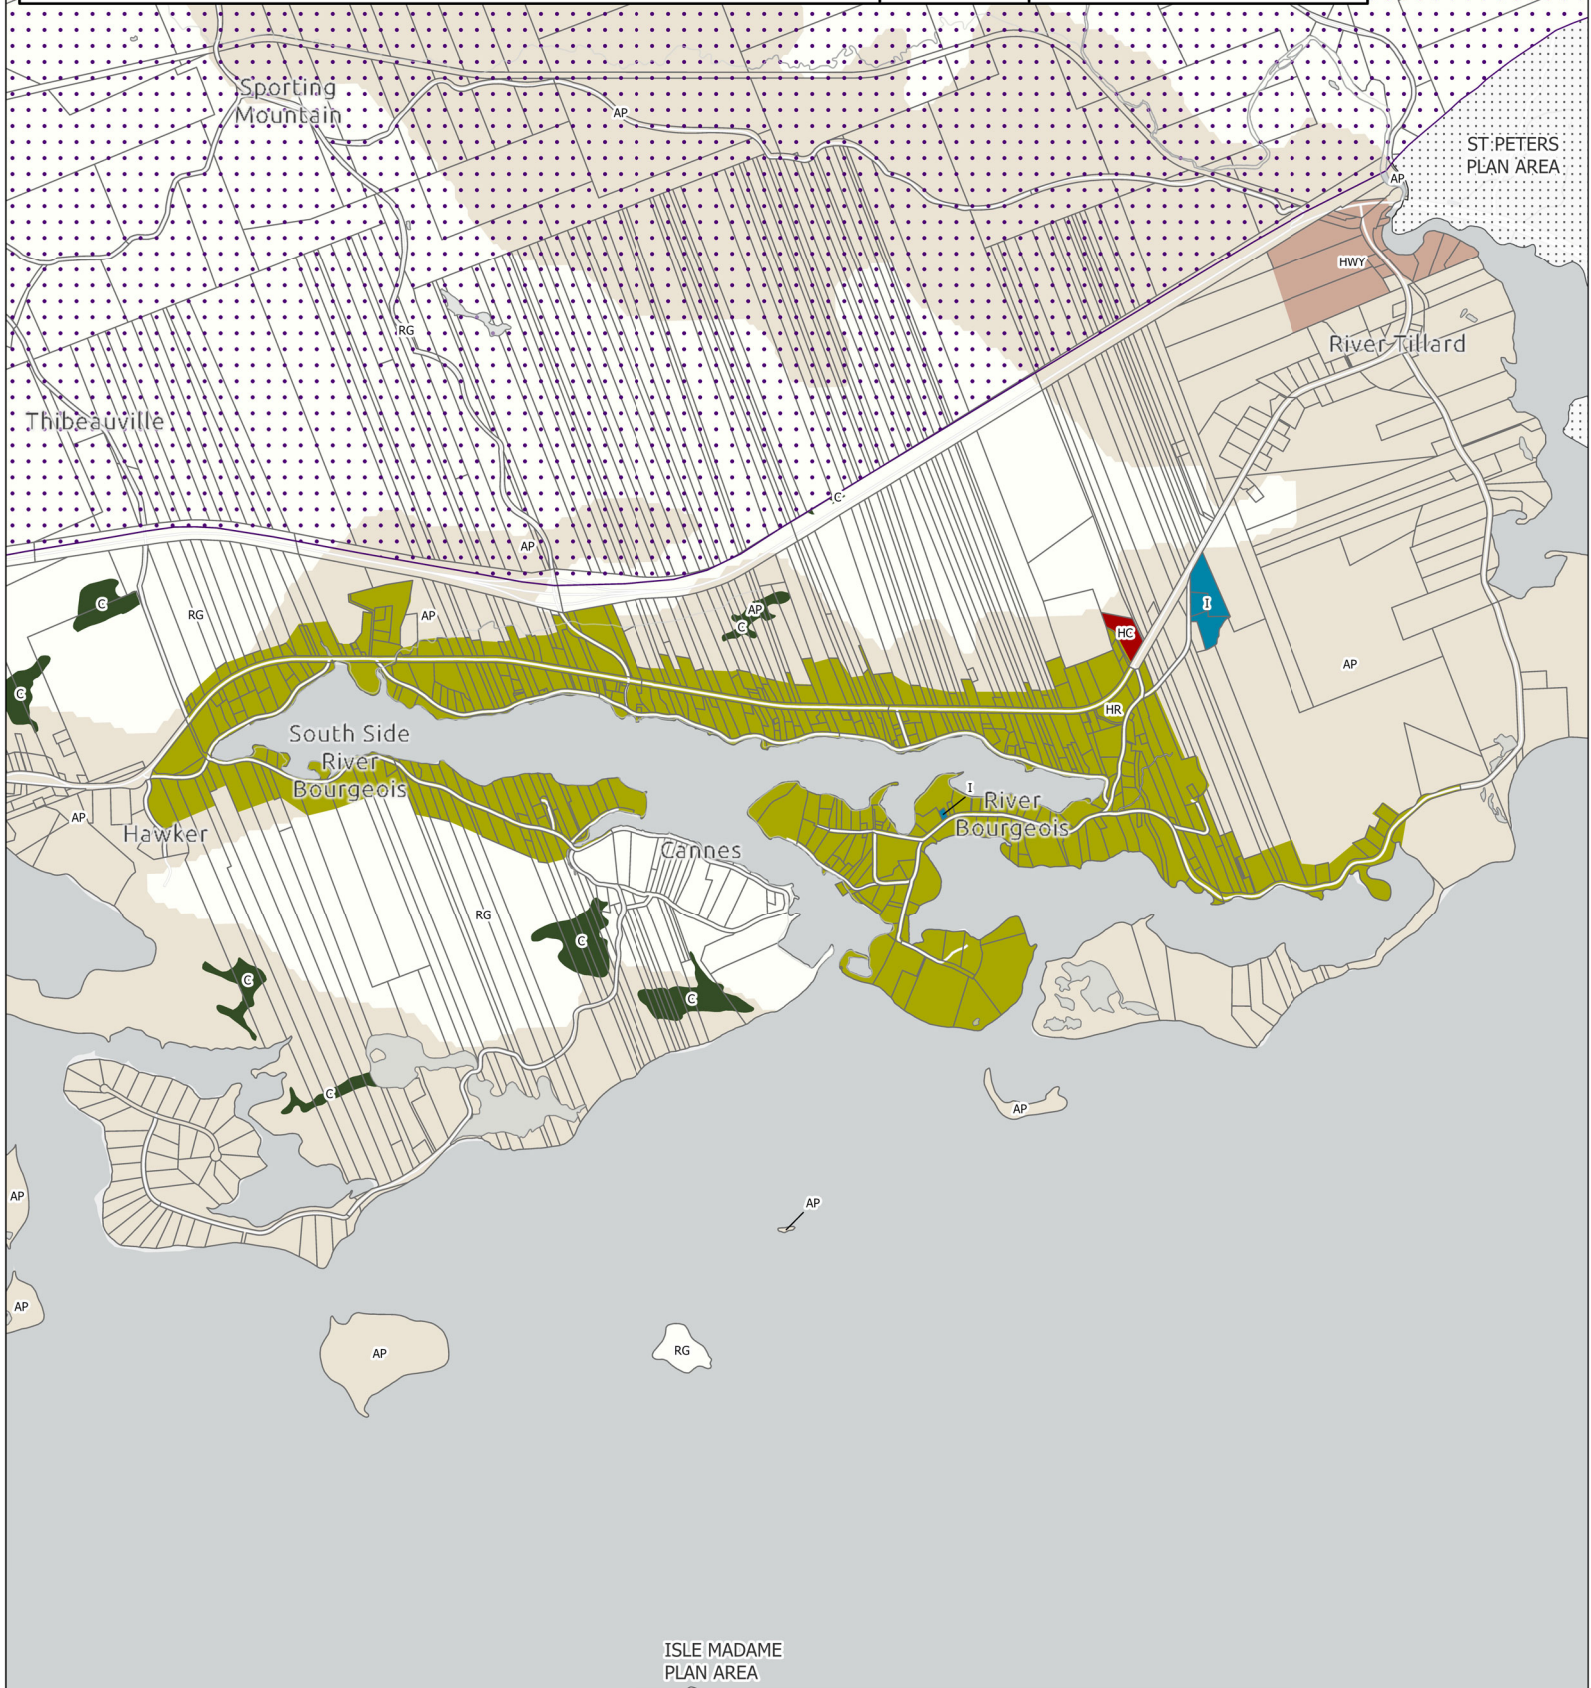 Sporting
Mountain
AP
ST.PETERS
PLAN AREA
AP
HWY
RG
River Tillard
Thibeauville
C
AP
C
RG
AP
AP
C
I
HC
AP
C
HR
South Side
River
Bourgeois
I
River
Bourgeois
AP
Hawker
Cannes
RG
C
C
C
C
AP
AP
AP
AP
AP
RG
ISLE MADAME
PLAN AREA